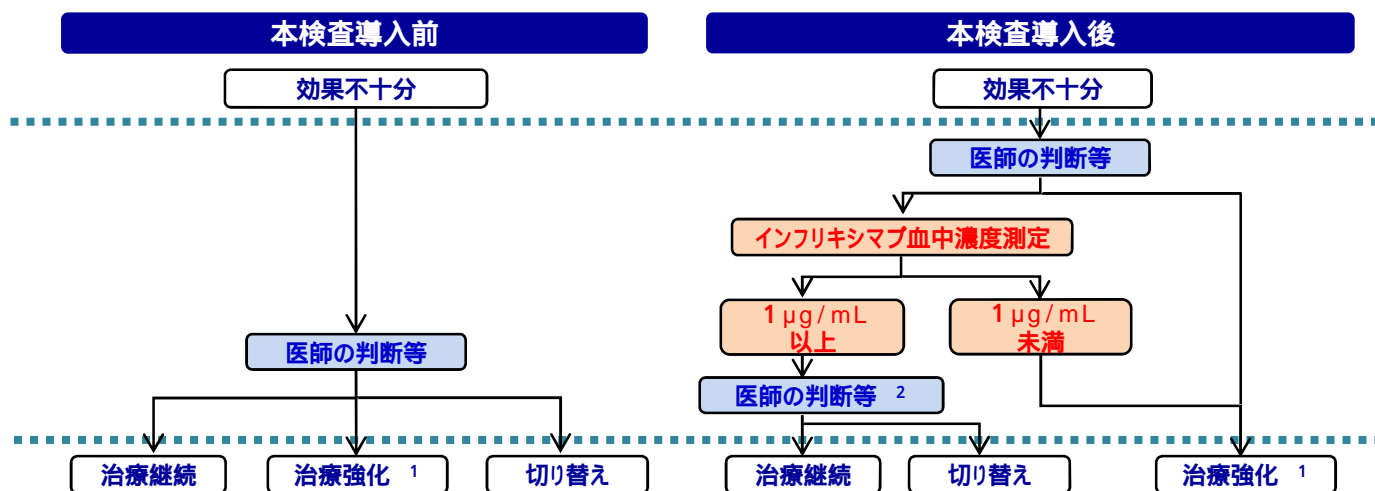 本検査導入前
本検査導入後
効果不十分
効果不十分
医師の判断等
インフリキシマブ血中濃度測定
1 μg/mL
以上
1 μg/mL
未満
医師の判断等
医師の判断等 2
治療継続
治療強化 1
切り替え
治療継続
切り替え
治療強化 1